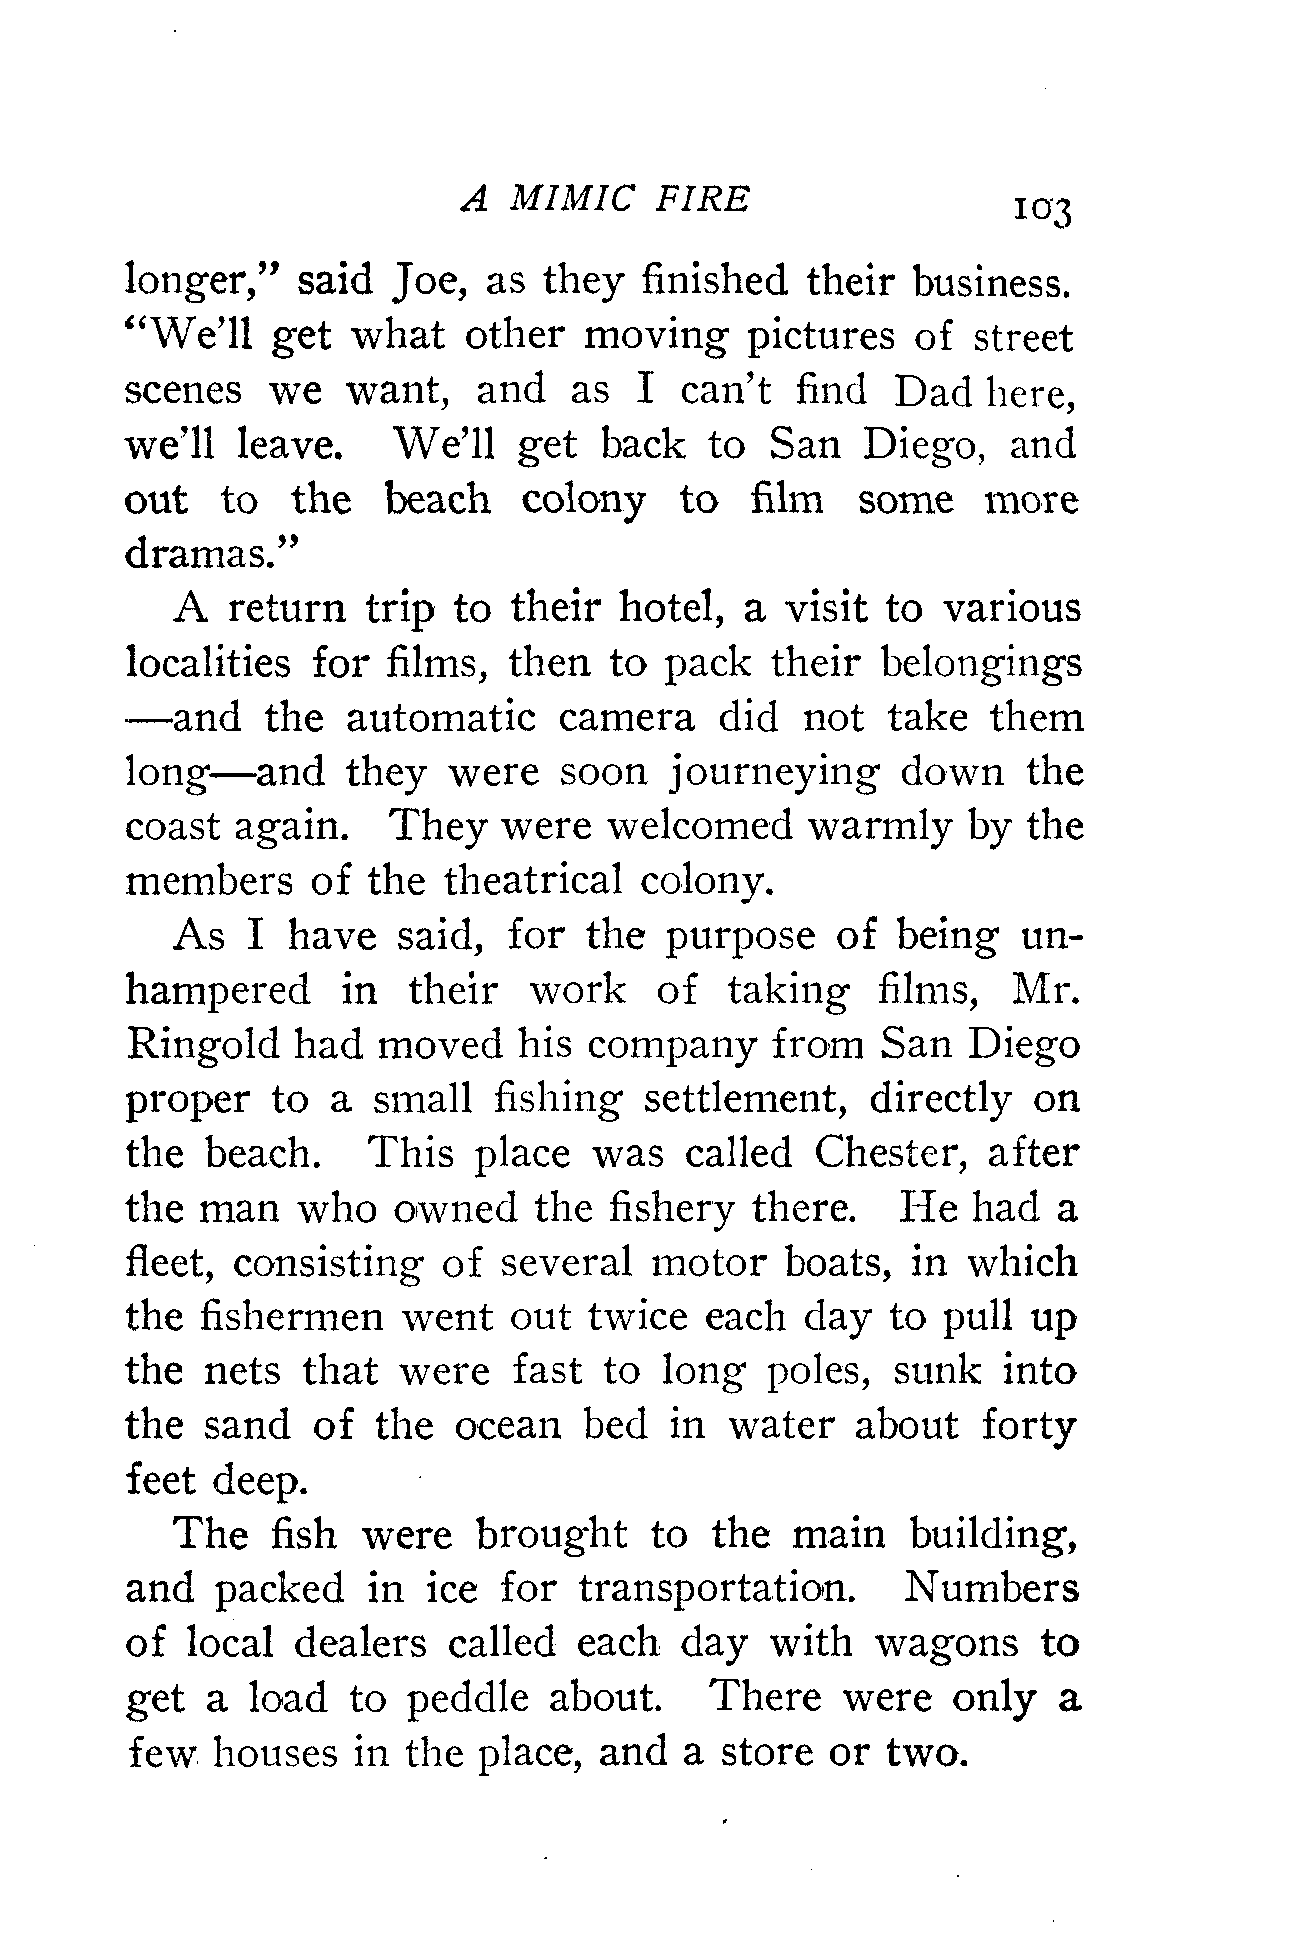 A MIMIC FIRE 103
longer,” said Joe, as they finished their business.
“We’ll get what other moving pictures of street
scenes we want, and as I can’t find Dad here,
we’ll leave. We’ll get back to San Diego, and
out to the beach colony to film some more
dramas.”
A return trip to their hotel, a visit to various
localities for films, then to pack their belongings
—and the automatic camera did not take them
long—and they were soon journeying down the
coast again. They were welcomed warmly by the
members of the theatrical colony.
As I have said, for the purpose of being un-
hampered in their work of taking films, Mr.
Ringold had moved his company from San Diego
proper to a small fishing settlement, directly on
the beach. This place was called Chester, after
the man who owned the fishery there. He had a
fleet, consisting of several motor boats, in which
the fishermen went out twice each day to pull up
the nets that were fast to long poles, sunk into
the sand of the ocean bed in water about forty
feet deep.
The fish were brought to the main building,
and packed in ice for transportation. Numbers
of local dealers called each day with wagons to
get a load to peddle about. There were only a
few houses in the place, and a store or two.